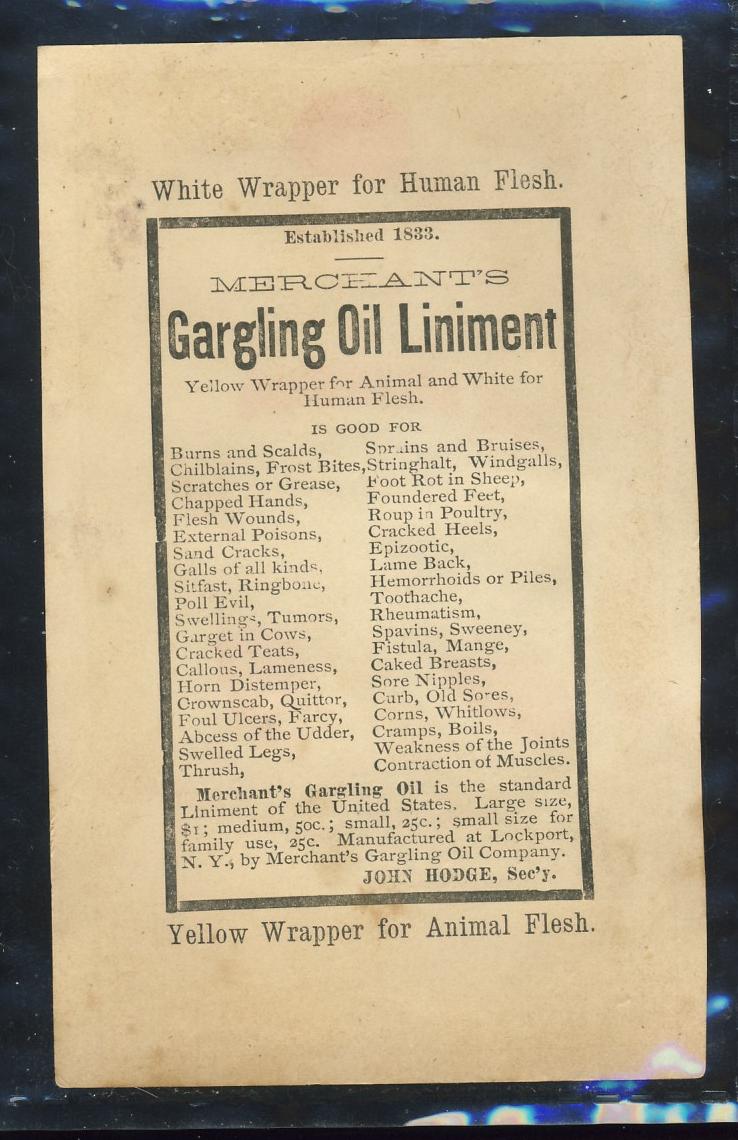 White Wrapper for Human Flesh.
Established 1833.
MERCHANT'S
Gargling Oil Liniment
Yellow Wrapper for Animal and White for
Human Flesh.
IS GOOD FOR
Burns and Scalds,
Chilblains, Frost Bites,
Scratches or Grease,
Chapped Hands,
Flesh Wounds,
External Poisons,
Sand Cracks,
Galls of all kinds,
Sitfast, Ringbone,
Poll Evil,
Swellings, Tumors,
Garget in Cows,
Cracked Teats,
Callous, Lameness,
Horn Distemper,
Crownscab, Quittor,
Foul Ulcers, Farcy,
Abcess of the Udder,
Swelled Legs,
Thrush,
Sprains and Bruises,
Stringhalt, Windgalls,
Foot Rot in Sheep,
Foundered Feet,
Roup in Poultry,
Cracked Heels,
Epizootic,
Lame Back,
Hemorrhoids or Piles,
Toothache,
Rheumatism,
Spavins, Sweeney,
Fistula, Mange,
Caked Breasts,
Sore Nipples,
Curb, Old Sores,
Corns, Whitlows,
Cramps, Boils,
Weakness of the Joints
Contraction of Muscles.
Merchant's Gargling Oil is the standard
Liniment of the United States. Large size,
$1; medium, 50c.; small, 25c.; small size for
family use, 25c. Manufactured at Lockport,
N. Y., by Merchant's Gargling Oil Company.
JOHN HODGE, Sec'y.
Yellow Wrapper for Animal Flesh.